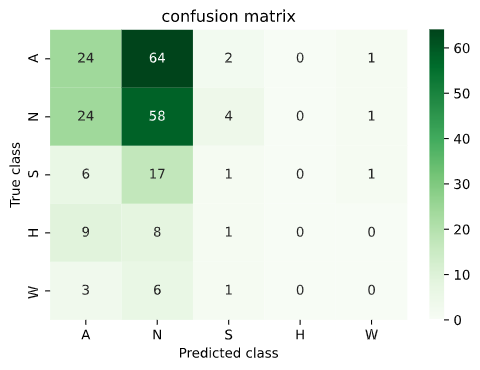 confusion matrix
A 24 64 2 0 1
N 24 58 4 0 1
S 6 17 1 0 1
H 9 8 1 0 0
W 3 6 1 0 0
A N S H W
Predicted class
True class
60
50
40
30
20
10
0